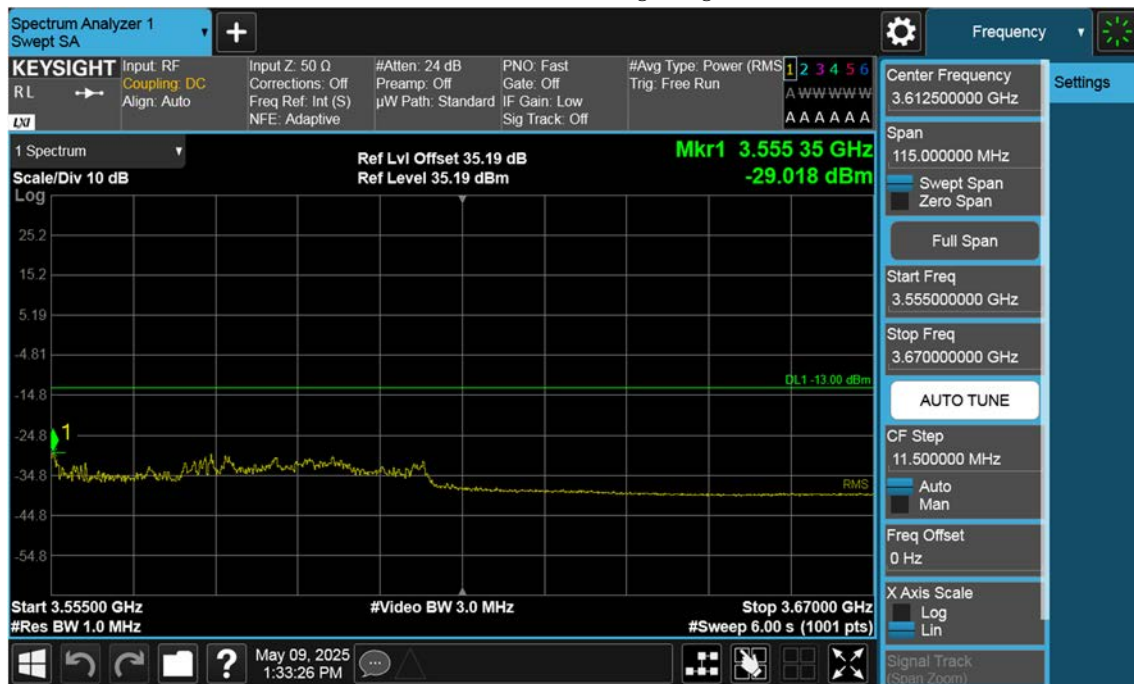 Spectrum Analyzer 1
Swept SA
Frequency
KEYSIGHT
RL
LXI
Input: RF
Coupling: DC
Align: Auto
Input Z: 50 Ω
Corrections: Off
Freq Ref: Int (S)
NFE: Adaptive
#Atten: 24 dB
Preamp: Off
µW Path: Standard
PNO: Fast
Gate: Off
IF Gain: Low
Sig Track: Off
#Avg Type: Power (RMS
Trig: Free Run
1 2 3 4 5 6
A W W W W W
A A A A A A
1 Spectrum
Scale/Div 10 dB
Ref Lvl Offset 35.19 dB
Ref Level 35.19 dBm
Mkr1 3.555 35 GHz
-29.018 dBm
Log
25.2
15.2
5.19
-4.81
-14.8
-24.8
-34.8
-44.8
-54.8
DL1 -13.00 dBm
1
RMS
Start 3.55500 GHz
#Res BW 1.0 MHz
#Video BW 3.0 MHz
Stop 3.67000 GHz
#Sweep 6.00 s (1001 pts)
Center Frequency
3.612500000 GHz
Settings
Span
115.000000 MHz
Swept Span
Zero Span
Full Span
Start Freq
3.555000000 GHz
Stop Freq
3.670000000 GHz
AUTO TUNE
CF Step
11.500000 MHz
Auto
Man
Freq Offset
0 Hz
X Axis Scale
Log
Lin
Signal Track
(Span Zoom)
?
May 09, 2025
1:33:26 PM